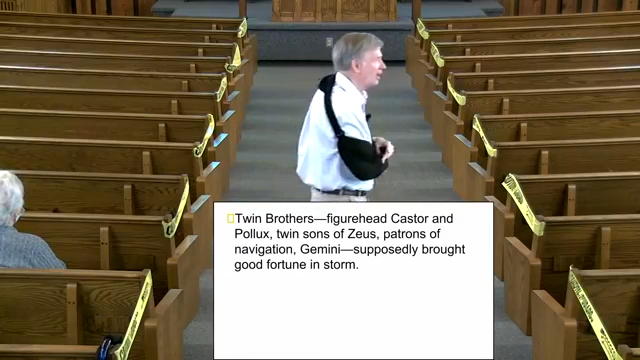 Twin Brothers—figurehead Castor and
Pollux, twin sons of Zeus, patrons of
navigation, Gemini—supposedly brought
good fortune in storm.